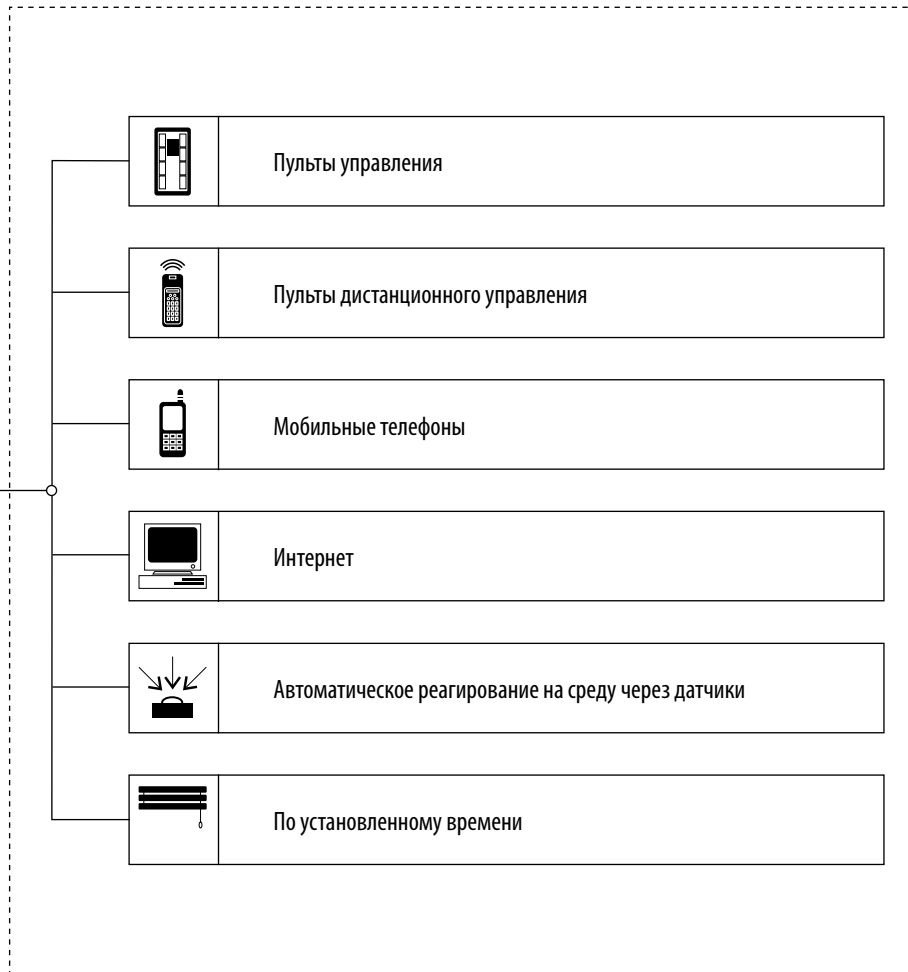 Пульты управления
Пульты дистанционного управления
Мобильные телефоны
Интернет
Автоматическое реагирование на среду через датчики
По установленному времени